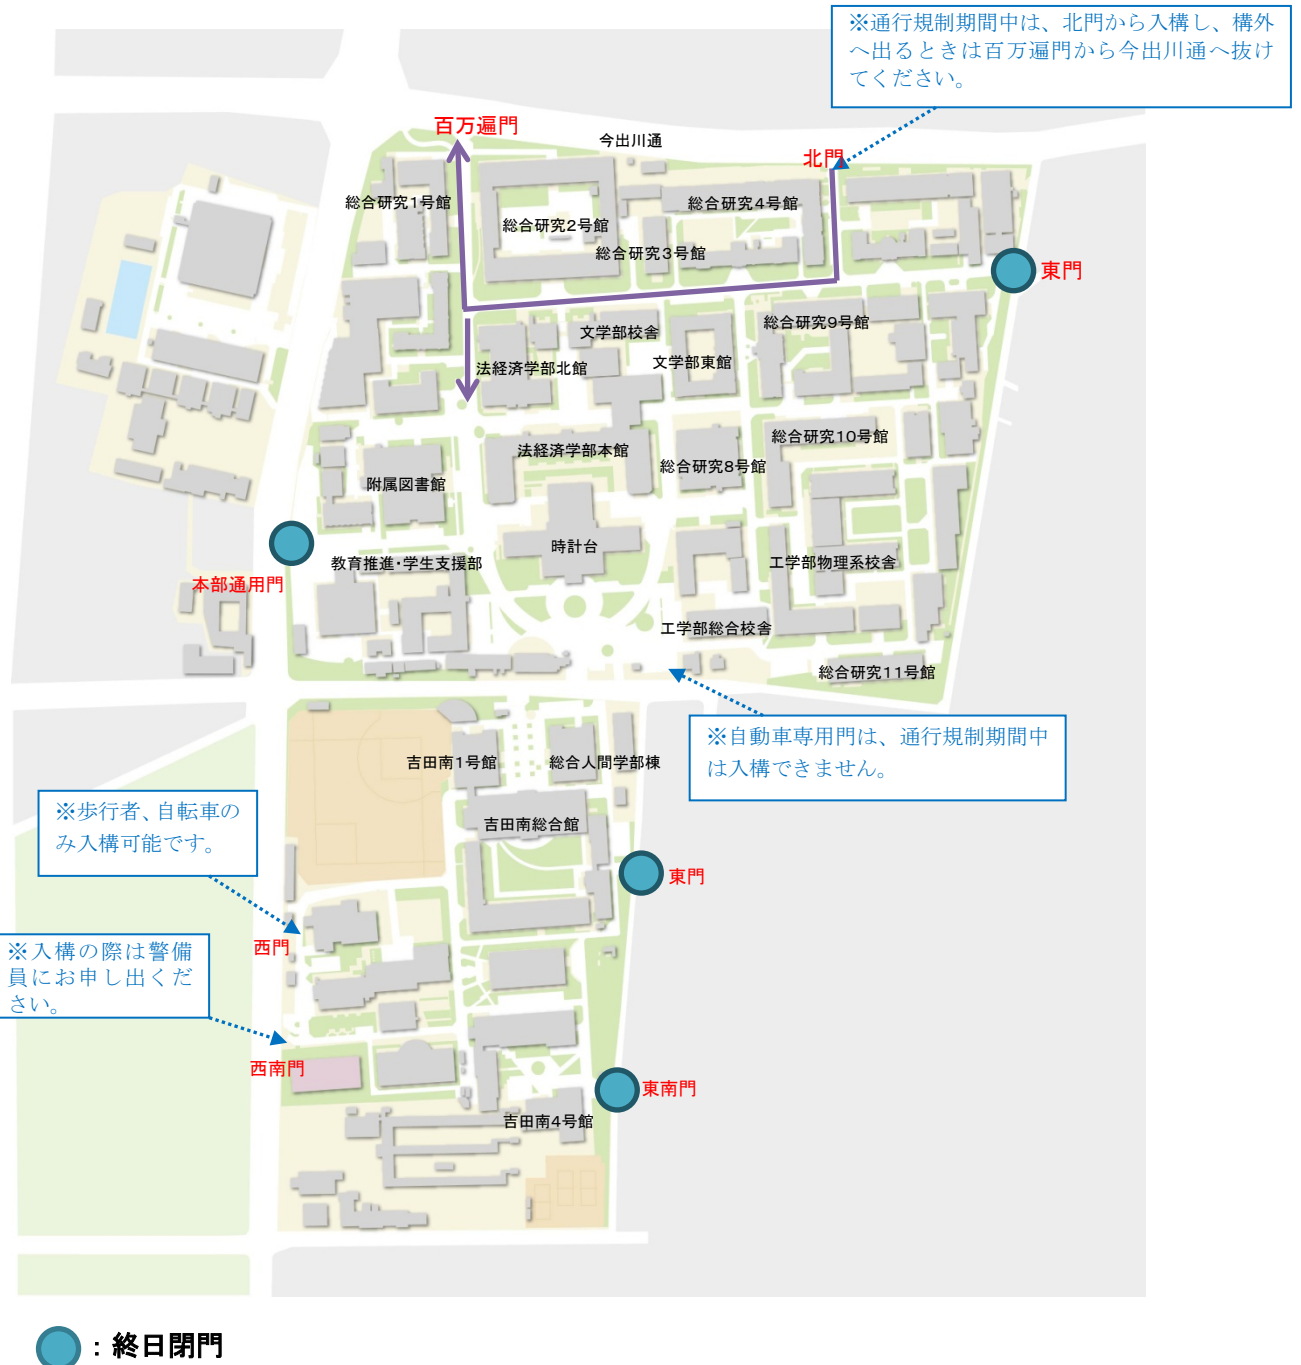 ※通行規制期間中は、北門から入構し、構外
へ出るときは百万遍門から今出川通へ抜け
てください。
百万遍門
今出川通
北門
総合研究1号館
総合研究2号館
総合研究4号館
総合研究3号館
東門
文学部校舎
総合研究9号館
法経済学部北館
文学部東館
法経済学部本館
総合研究10号館
総合研究8号館
附属図書館
時計台
教育推進・学生支援部
工学部物理系校舎
本部通用門
工学部総合校舎
総合研究11号館
※自動車専用門は、通行規制期間中
は入構できません。
吉田南1号館
総合人間学部棟
※歩行者、自転車の
み入構可能です。
吉田南総合館
東門
西門
※入構の際は警備
員にお申し出くだ
さい。
西南門
東南門
吉田南4号館
：終日閉門